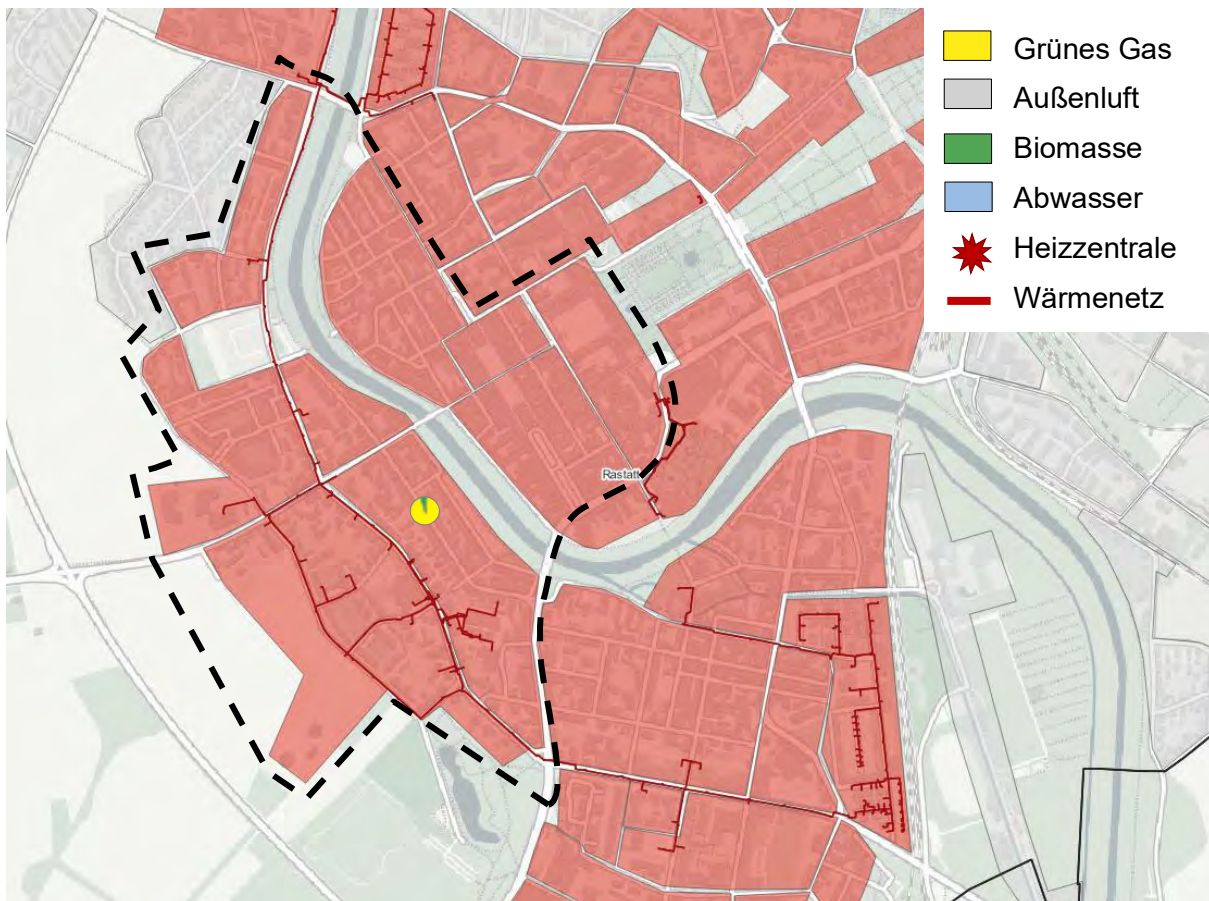 Grünes Gas
Außenluft
Biomasse
Abwasser
Heizzentrale
Wärmenetz
Rastatt